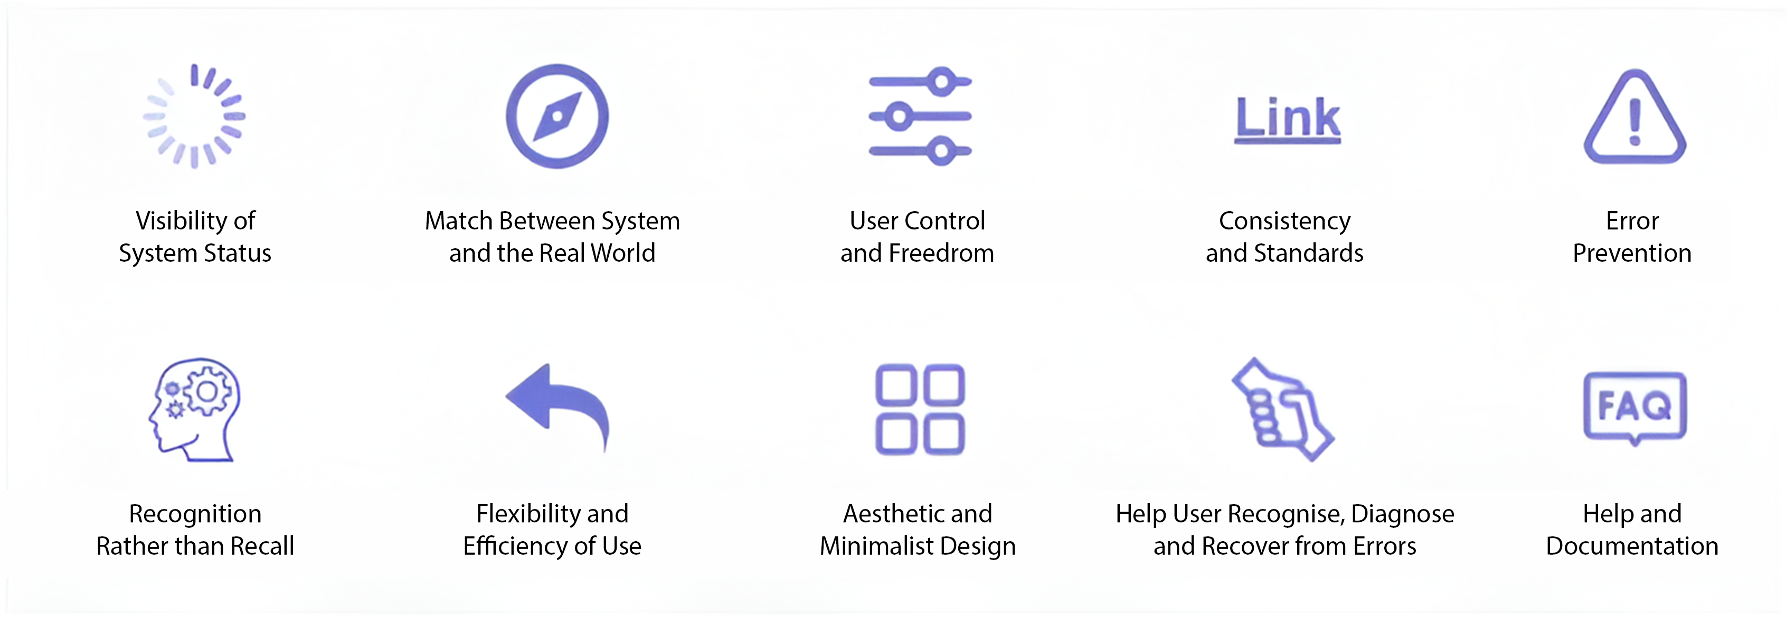 Link
Visibility of
System Status
Match Between System
and the Real World
User Control
and Freedrom
Consistency
and Standards
Error
Prevention
FAQ
Recognition
Rather than Recall
Flexibility and
Efficiency of Use
Aesthetic and
Minimalist Design
Help User Recognise, Diagnose
and Recover from Errors
Help and
Documentation